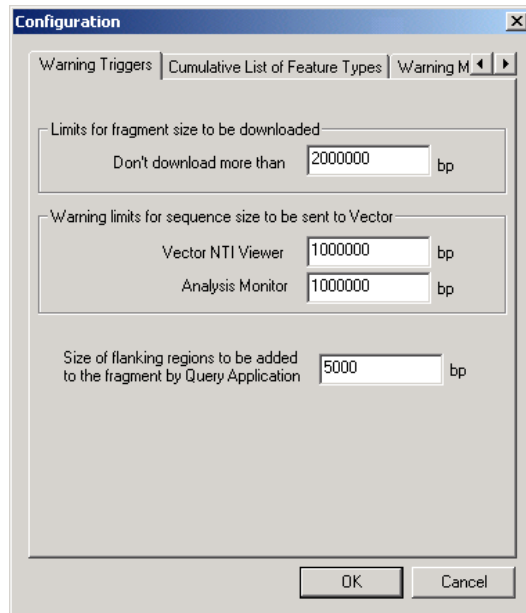 Configuration
Warning Triggers Cumulative List of Feature Types Warning M
Limits for fragment size to be downloaded
Don't download more than 2000000 bp
Warning limits for sequence size to be sent to Vector
Vector NTI Viewer 1000000 bp
Analysis Monitor 1000000 bp
Size of flanking regions to be added
to the fragment by Query Application 5000 bp
OK Cancel